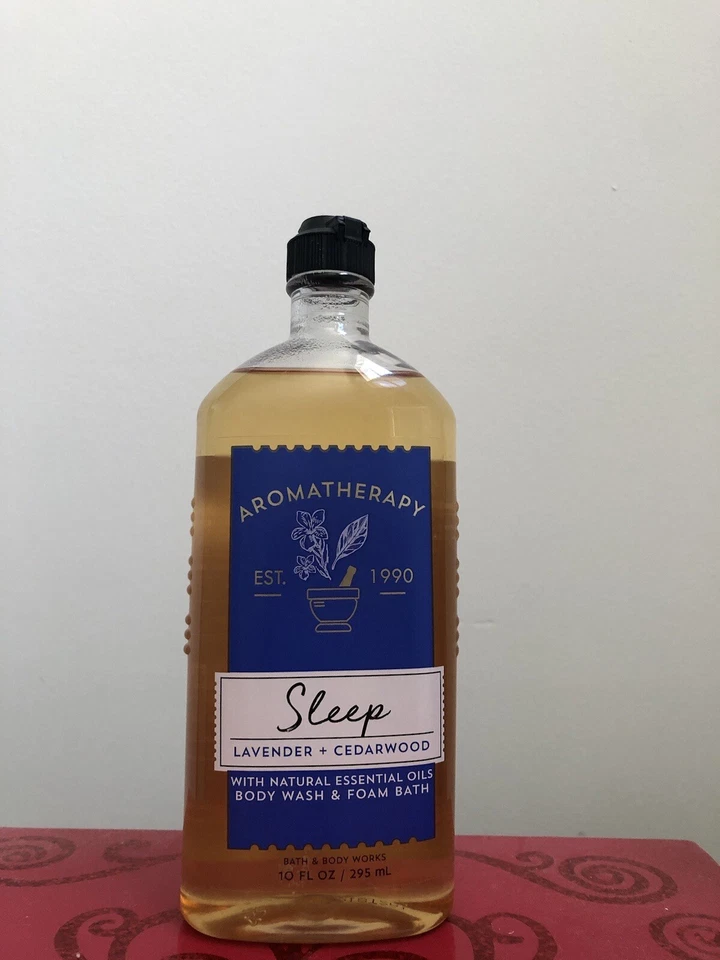 AROMATHERAPY
EST. 1990
Sleep
LAVENDER + CEDARWOOD
WITH NATURAL ESSENTIAL OILS
BODY WASH & FOAM BATH
BATH & BODY WORKS
10 FL OZ / 295 mL